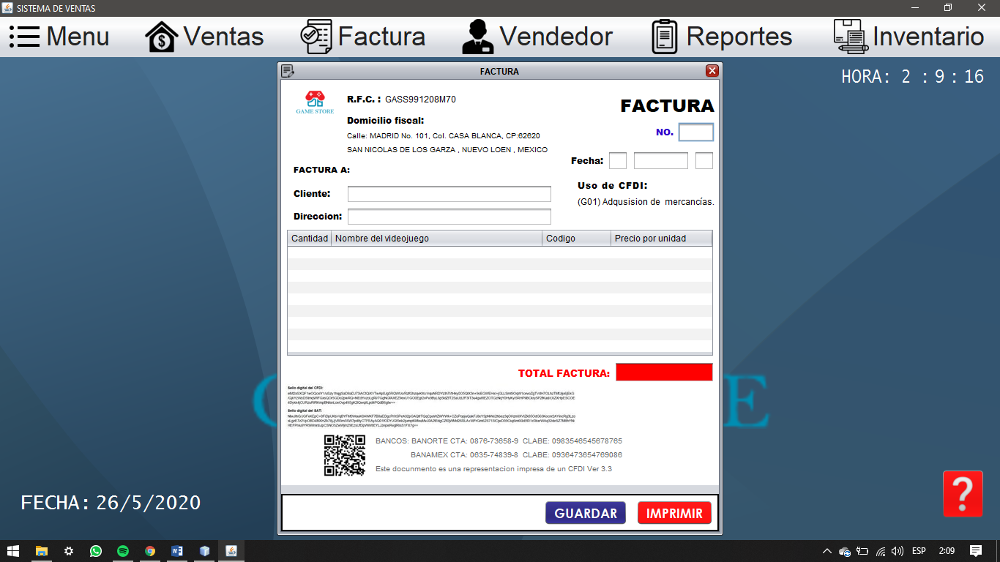 SISTEMA DE VENTAS
Menu Ventas Factura Vendedor Reportes Inventario
FACTURA
HORA: 2 : 9 : 16
GAME STORE
R.F.C. : GASS991208M70
FACTURA
Domicilio fiscal:
NO.
Calle: MADRID No. 101, Col. CASA BLANCA, CP:62620
SAN NICOLAS DE LOS GARZA , NUEVO LOEN , MEXICO
Fecha:
FACTURA A:
Uso de CFDI:
Cliente:
(G01) Adqusision de mercancías.
Direccion:
Cantidad Nombre del videojuego Codigo Precio por unidad
G E
TOTAL FACTURA:
Sello digital del CFDI:
Sello digital del SAT:
BANCOS: BANORTE CTA: 0876-73658-9 CLABE: 0983546545678765
BANAMEX CTA: 0635-74839-8 CLABE: 0936473654769086
Este documnento es una representacion impresa de un CFDI Ver 3.3
FECHA: 26/5/2020
?
GUARDAR IMPRIMIR
ESP 2:09